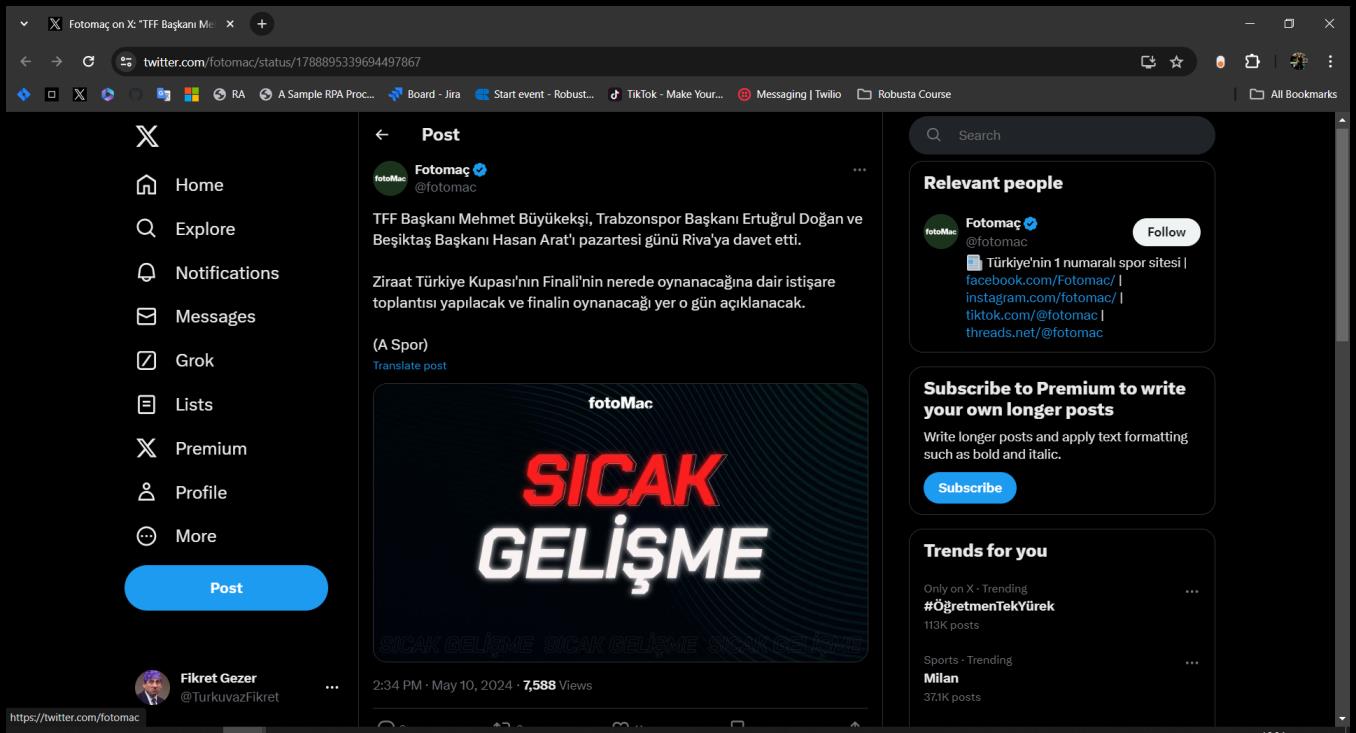 Fotomaç on X: "TFF Başkanı Me
twitter.com/fotomac/status/1788895339694497867
RA
A Sample RPA Proc...
Board - Jira
Start event - Robust...
TikTok - Make Your...
Messaging | Twilio
Robusta Course
All Bookmarks
Home
Explore
Notifications
Messages
Grok
Lists
Premium
Profile
More
Post
Fikret Gezer
@TurkuvazFikret
https://twitter.com/fotomac
Post
fotoMac
Fotomaç
@fotomac
TFF Başkanı Mehmet Büyükekşi, Trabzonspor Başkanı Ertuğrul Doğan ve
Beşiktaş Başkanı Hasan Arat'ı pazartesi günü Riva'ya davet etti.
Ziraat Türkiye Kupası'nın Finali'nin nerede oynanacağına dair istişare
toplantısı yapılacak ve finalin oynanacağı yer o gün açıklanacak.
(A Spor)
Translate post
fotoMac
SICAK
GELİŞME
SICAK GELİŞME SICAK GELİŞME SICAK GELİŞME
2:34 PM · May 10, 2024 · 7,588 Views
Search
Relevant people
fotoMac
Fotomaç
@fotomac
Follow
Türkiye'nin 1 numaralı spor sitesi |
facebook.com/Fotomac/ |
instagram.com/fotomac/ |
tiktok.com/@fotomac |
threads.net/@fotomac
Subscribe to Premium to write
your own longer posts
Write longer posts and apply text formatting
such as bold and italic.
Subscribe
Trends for you
Only on X · Trending
#ÖğretmenTekYürek
113K posts
Sports · Trending
Milan
37.1K posts